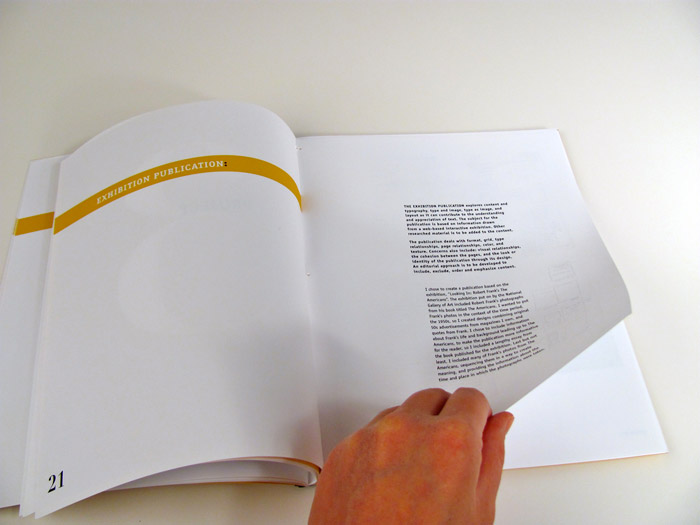 EXHIBITION PUBLICATION:
21
THE EXHIBITION PUBLICATION explores content and
typography, type and image, type as image, and
layout as it can contribute to the understanding
and appreciation of text. The subject for the
publication is based on information drawn
from a web-based interactive exhibition. Other
researched material is to be added to the content.
The publication deals with format, grid, type
relationships, page relationships, color, and
texture. Concerns also include: visual relationships,
the cohesion between the pages, and the look or
identity of the publication through its design.
An editorial approach is to be developed to
include, exclude, order and emphasize content.
I chose to create a publication based on the
exhibition, "Looking In: Robert Frank's The
Americans". The exhibition put on by the National
Gallery of Art included Robert Frank's photographs
from his book titled The Americans. I wanted to put
Frank's photos in the context of the time period,
the 1950s, so I created designs combining original
'50s advertisements from magazines I own, and
quotes from Frank. I chose to include information
about Frank's life and background leading up to The
Americans, to make the publication more informative
for the reader, so I included a lengthy essay from
the book published for the exhibition. Last but not
least, I included many of Frank's photos from The
Americans, sequencing them in a way to create
meaning, and providing the information about the
time and place in which the photographs were taken.